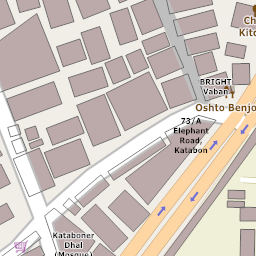 Ch
Kit
BRIGHT
Vaban
Oshto Benjo
73/A
Elephant
Road,
Katabon
Kataboner
Dhal
(Mosque)